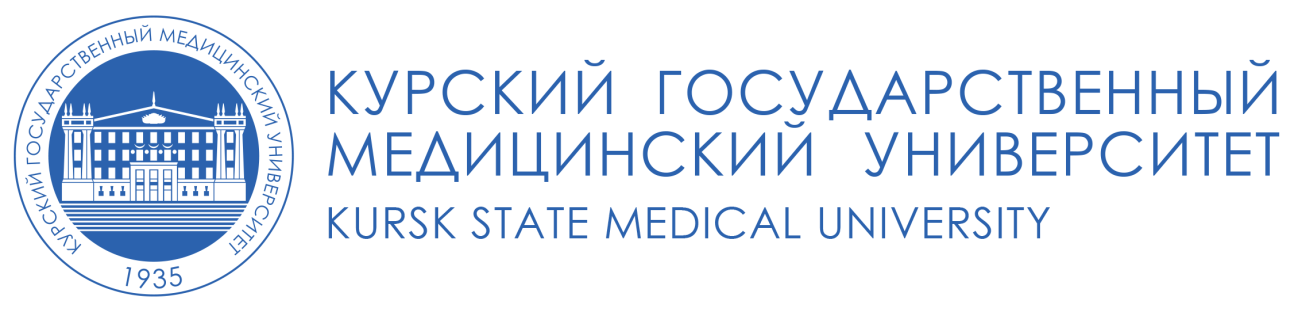 КУРСКИЙ ГОСУДАРСТВЕННЫЙ МЕДИЦИНСКИЙ УНИВЕРСИТЕТ
1935
КУРСКИЙ ГОСУДАРСТВЕННЫЙ
МЕДИЦИНСКИЙ УНИВЕРСИТЕТ
KURSK STATE MEDICAL UNIVERSITY